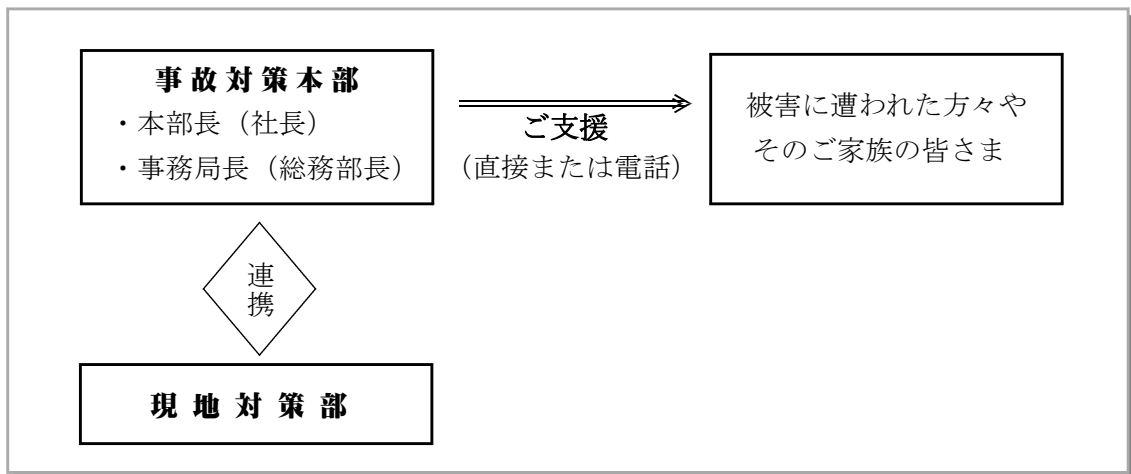 事故対策本部
・本部長（社長）
・事務局長（総務部長）
ご支援
（直接または電話）
被害に遭われた方々や
そのご家族の皆さま
連
携
現地対策部